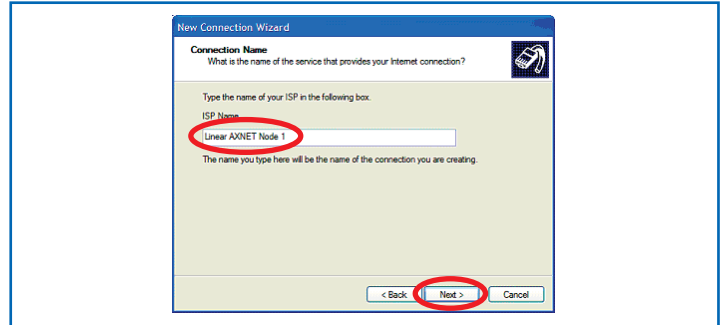 New Connection Wizard
Connection Name
What is the name of the service that provides your Internet connection?
Type the name of your ISP in the following box.
ISP Name
Linear AXNET Node 1
The name you type here will be the name of the connection you are creating.
< Back
Next >
Cancel